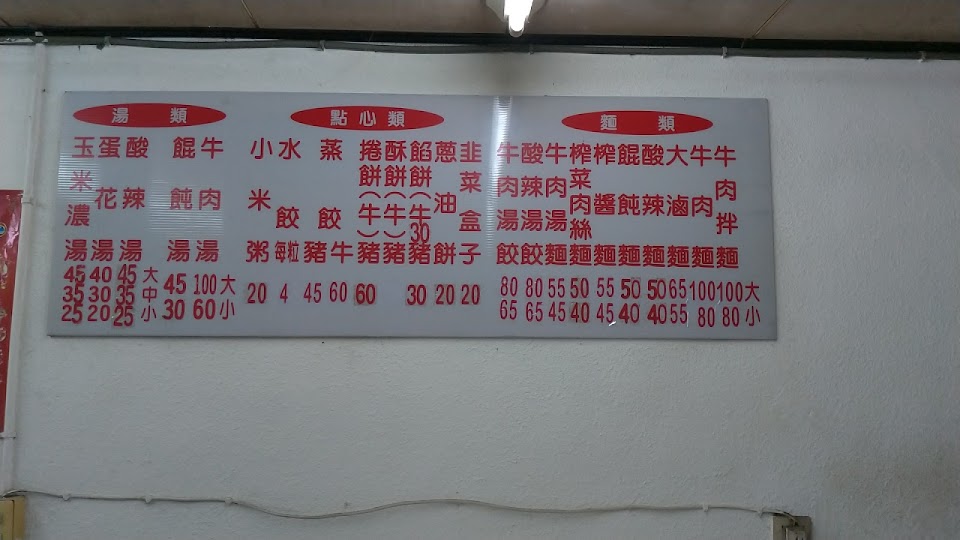 麵類
大 小
牛肉拌麵 100 80
牛肉麵 100 80
大滷麵 65 55
酸辣麵 50 40
餛飩麵 50 40
榨醬麵 55 45
榨菜肉絲麵 50 40
牛肉湯麵 55 45
酸辣湯餃 80 65
牛肉湯餃 80 65
點心類
韭菜盒子 20
蔥油餅 20
餡餅(牛30豬 30
酥餅(牛)豬
捲餅(牛)豬 60
蒸餃 牛 60 豬 45
水餃每粒 4
小米粥 20
湯類
大 小
牛肉湯 100 60
餛飩湯 45 30
大 中 小
酸辣湯 45 35 25
蛋花湯 40 30 20
玉米濃湯 45 35 25